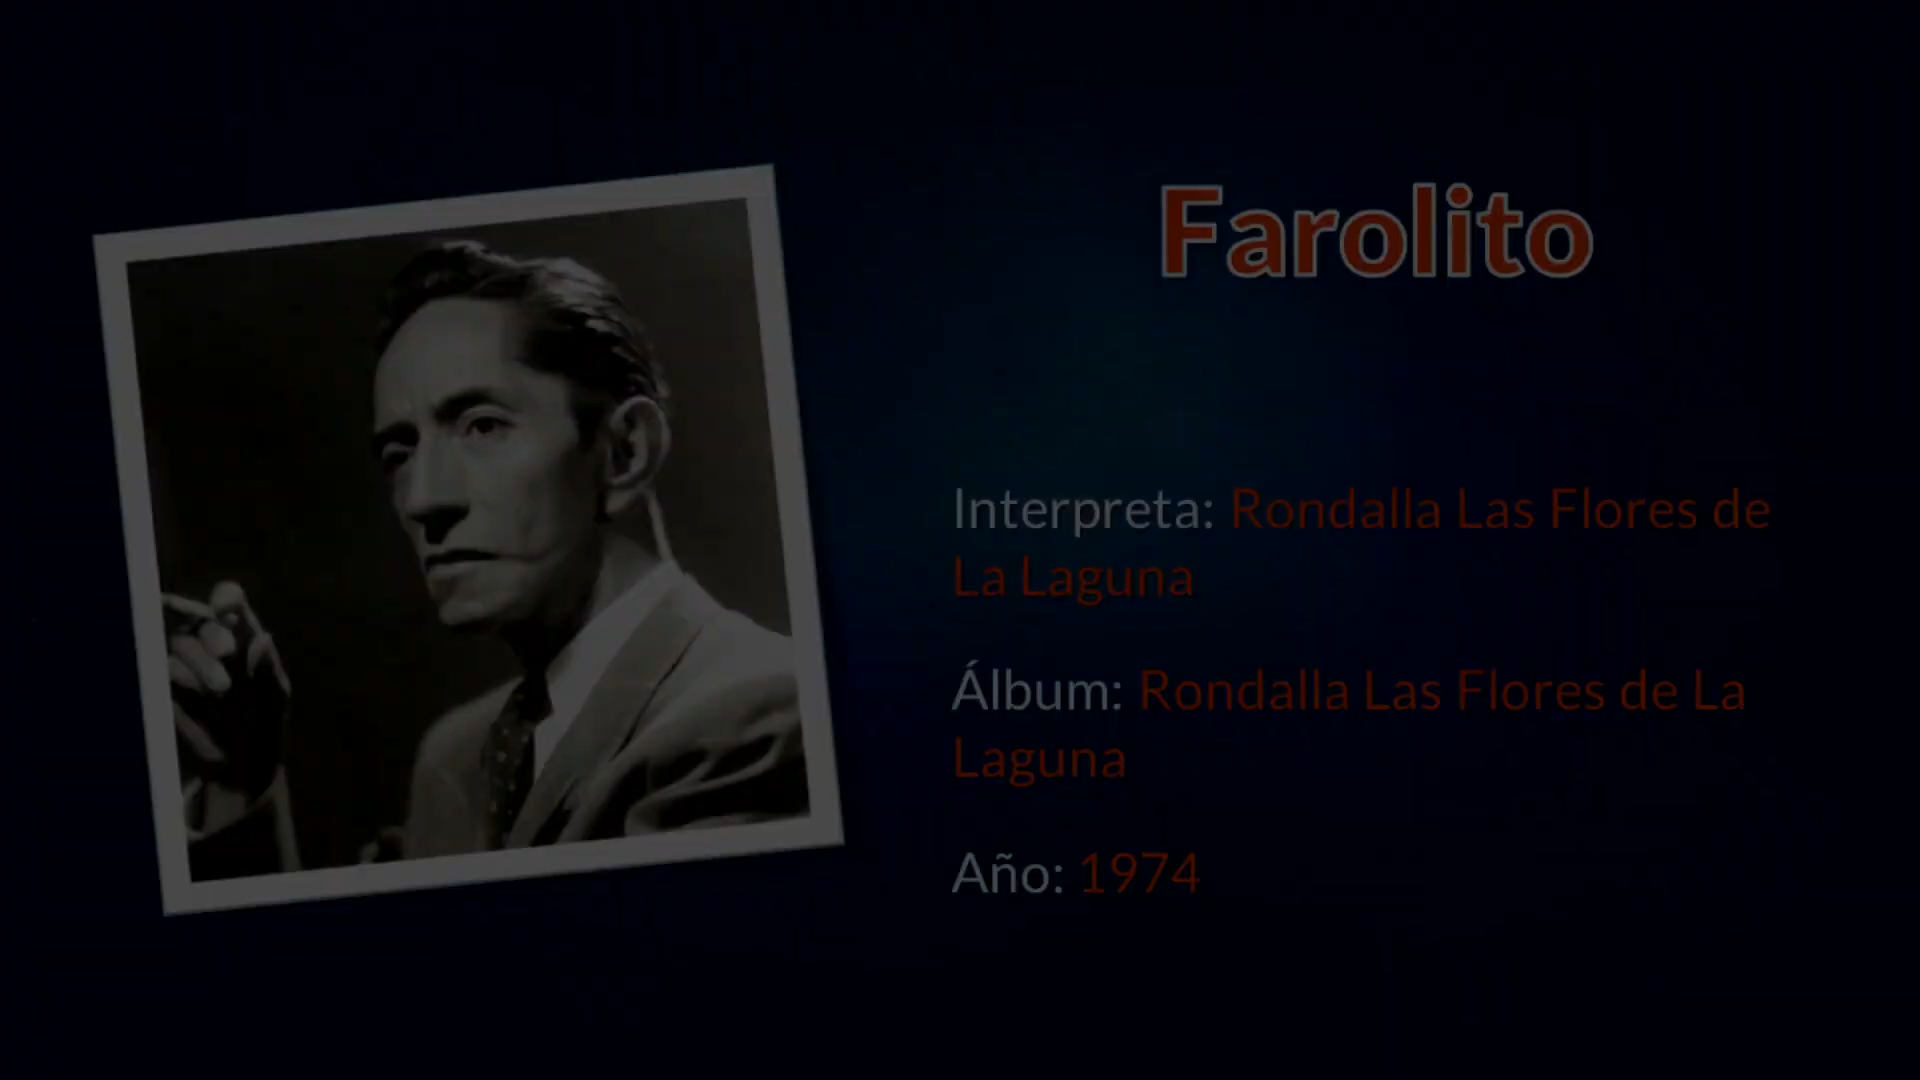 Farolito
Interpreta: Rondalla Las Flores de
La Laguna
Álbum: Rondalla Las Flores de La
Laguna
Año: 1974